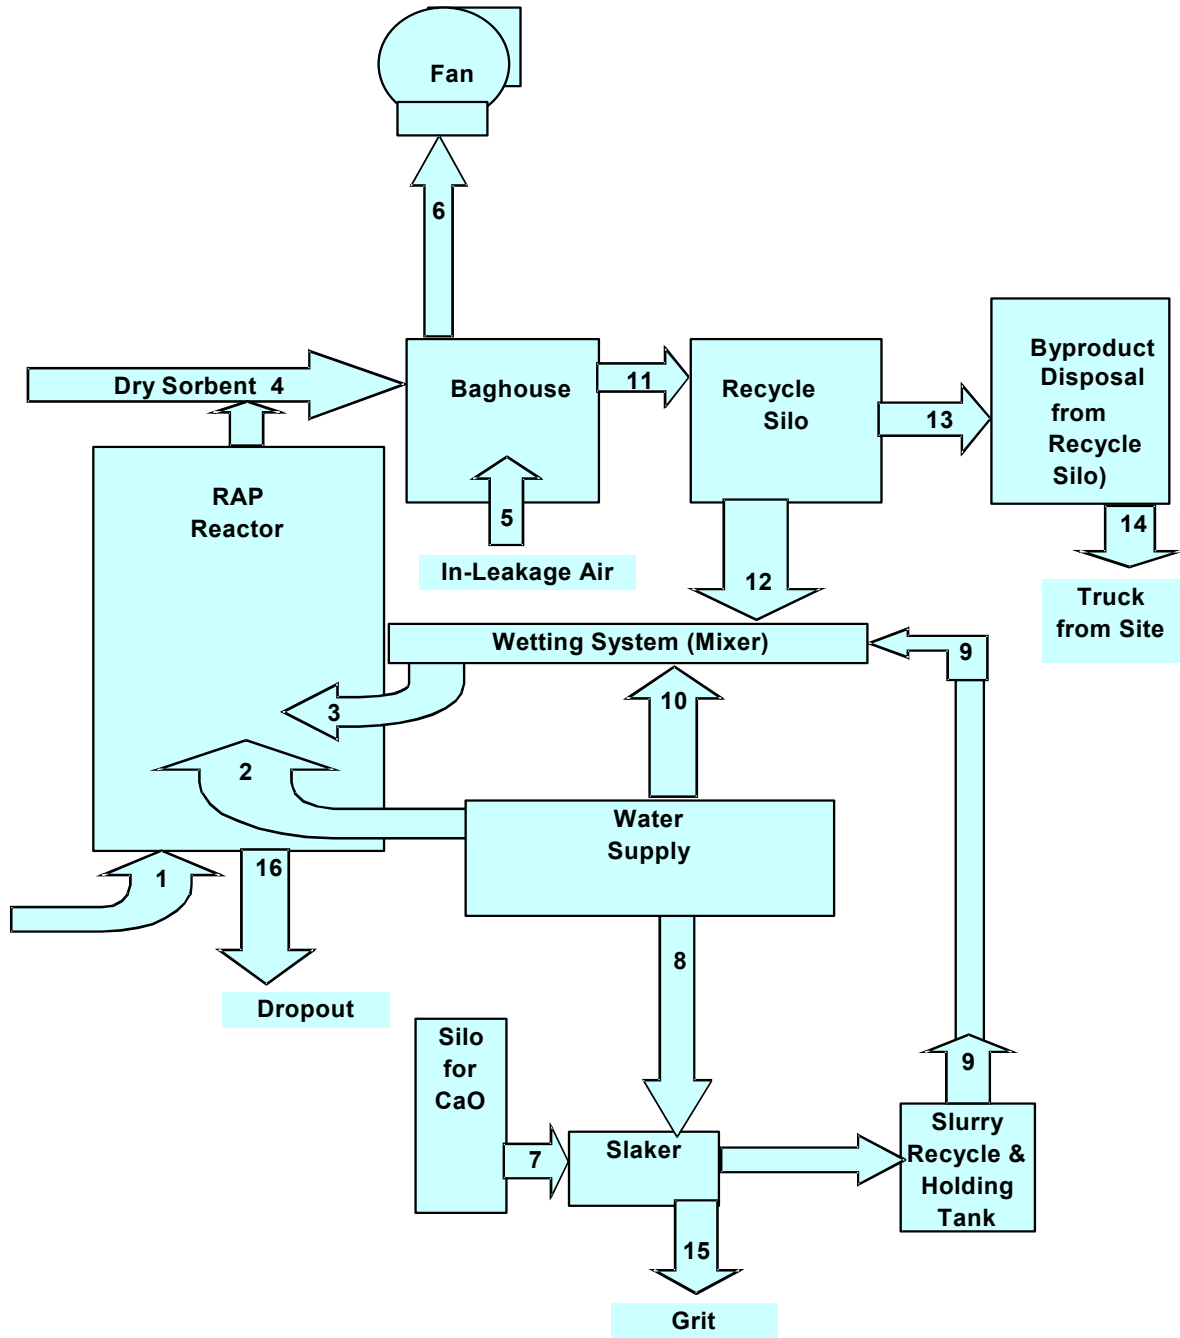 Fan
6
Dry Sorbent 4
Baghouse
11
Recycle
Silo
13
Byproduct
Disposal
from
Recycle
Silo)
RAP
Reactor
5
In-Leakage Air
12
14
Truck
from Site
Wetting System (Mixer)
9
3
10
2
Water
Supply
1
16
8
Dropout
Silo
for
CaO
9
7
Slaker
Slurry
Recycle &
Holding
Tank
15
Grit